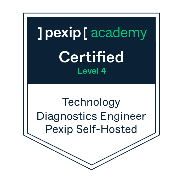 ]pexip[ academy
Certified
Level 4
Technology
Diagnostics Engineer
Pexip Self-Hosted